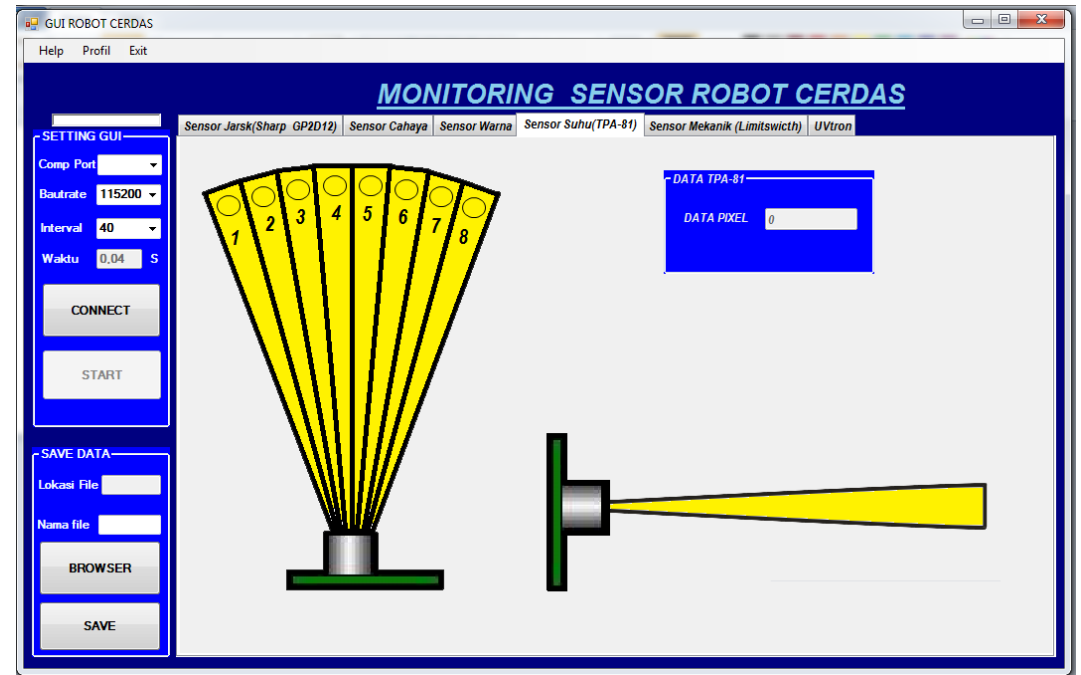 GUI ROBOT CERDAS
Help Profil Exit
MONITORING SENSOR ROBOT CERDAS
Sensor Jarsk(Sharp GP2D12) Sensor Cahaya Sensor Warna Sensor Suhu(TPA-81) Sensor Mekanik (Limitswicth) UVtron
SETTING GUI
Comp Port
Bautrate 115200
Interval 40
Waktu 0,04 S
CONNECT
START
SAVE DATA
Lokasi File
Nama file
BROWSER
SAVE
1 2 3 4 5 6 7 8
DATA TPA-81
DATA PIXEL 0